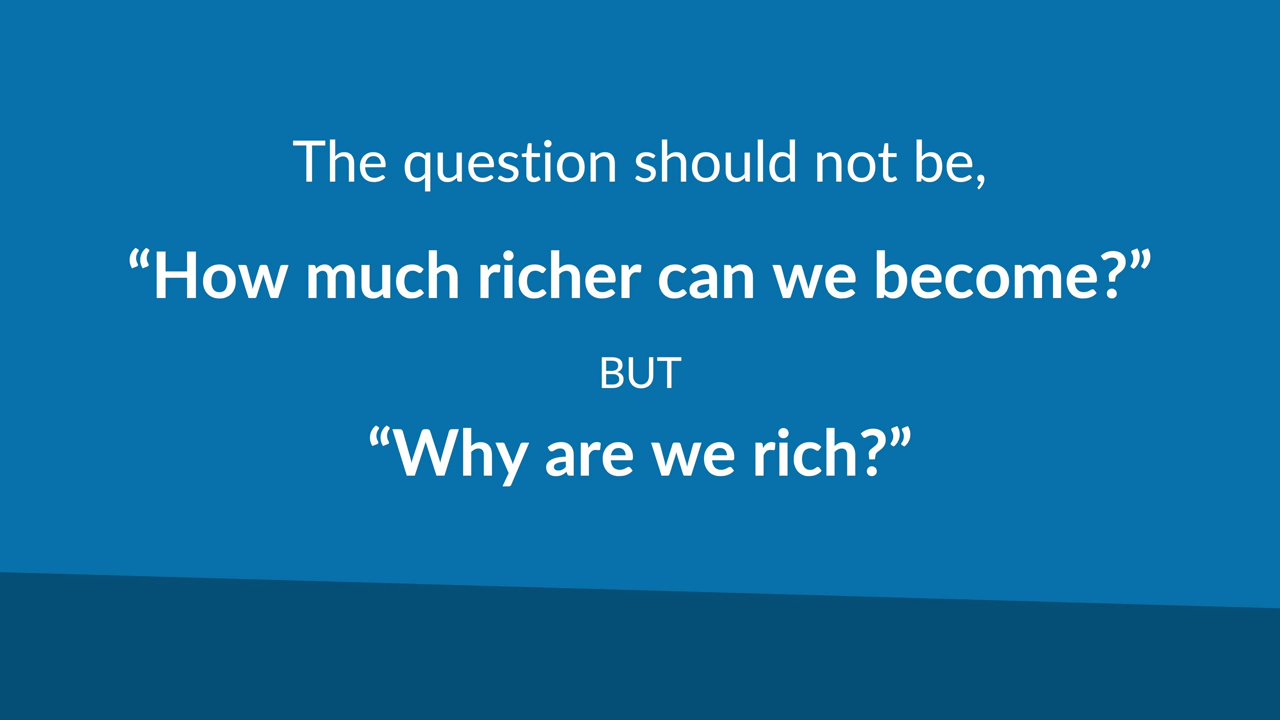 The question should not be,
“How much richer can we become?”
BUT
“Why are we rich?”